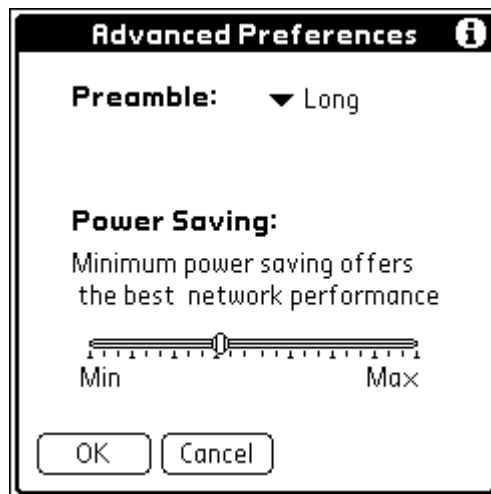 Advanced Preferences i
Preamble: Long
Power Saving:
Minimum power saving offers
the best network performance
Min Max
OK Cancel